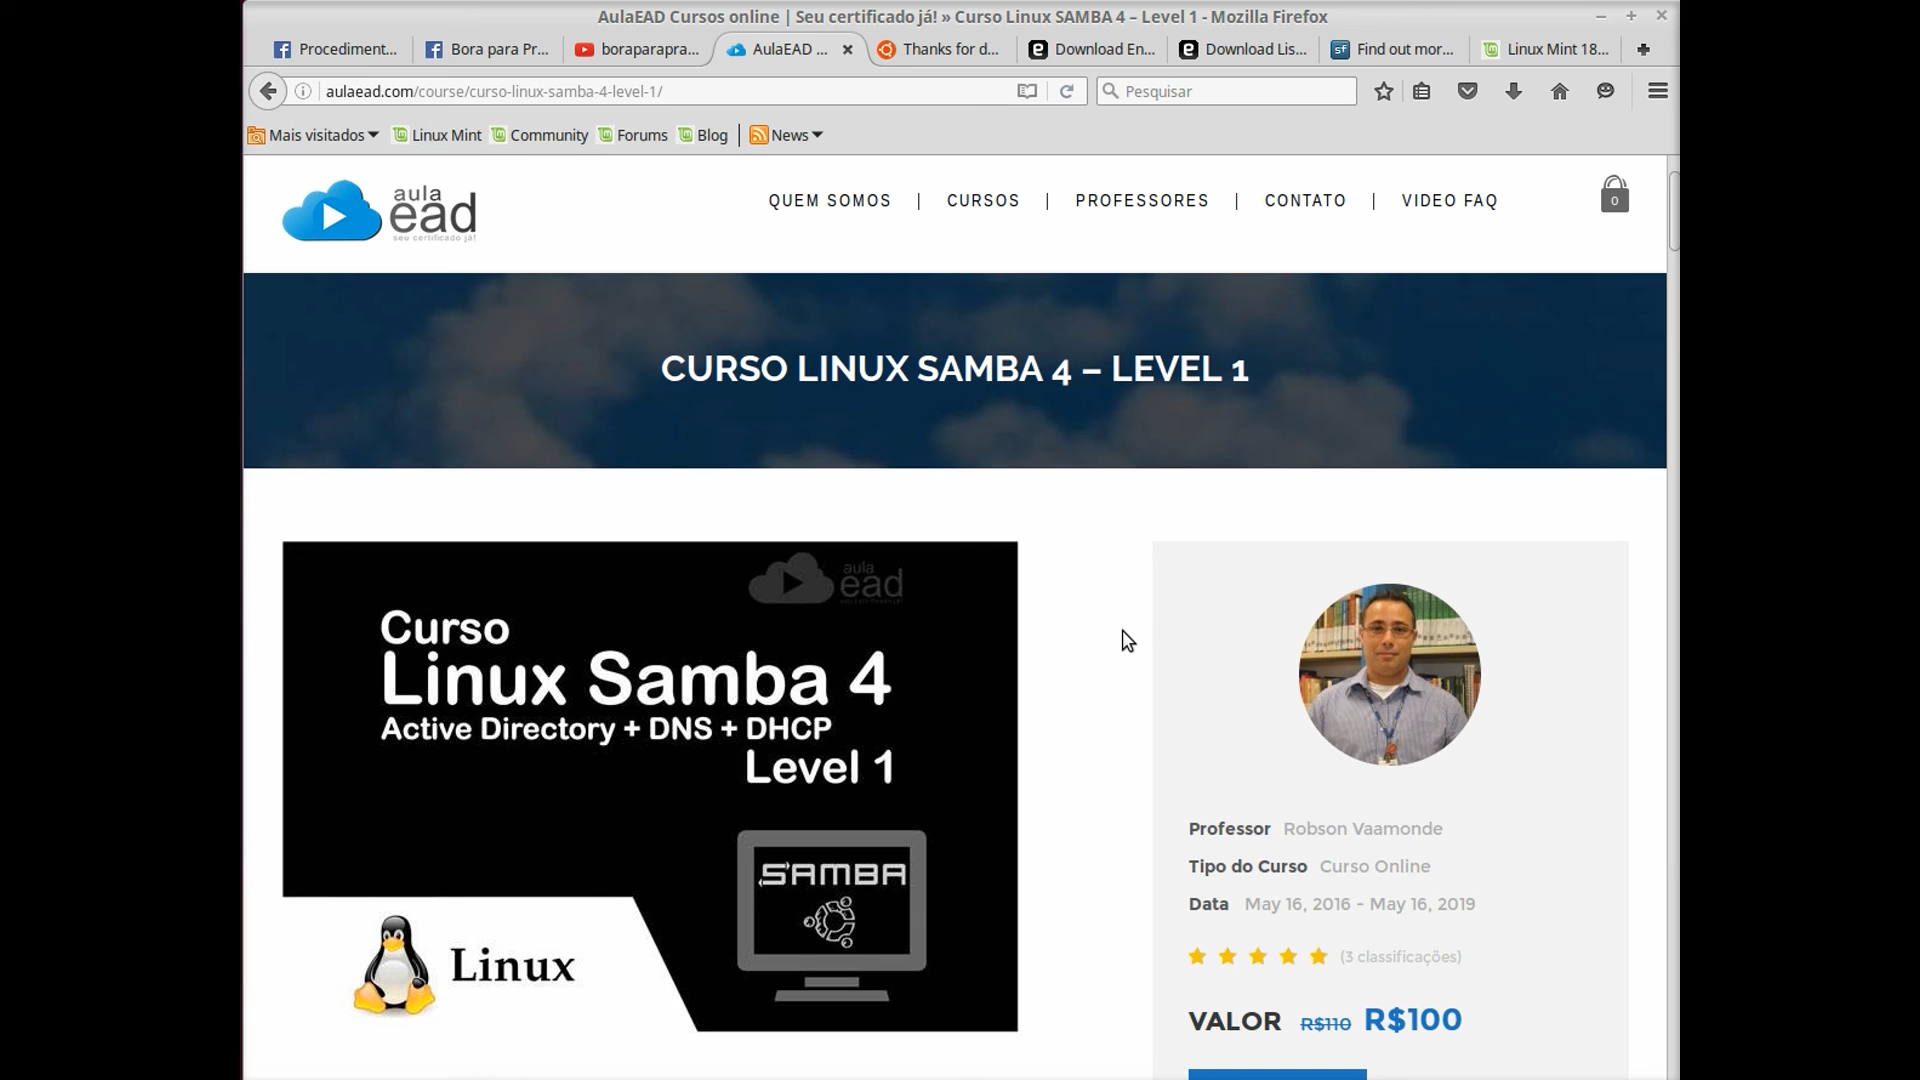 AulaEAD Cursos online | Seu certificado já! » Curso Linux SAMBA 4 – Level 1 - Mozilla Firefox
Procediment...
Bora para Pr...
boraparapra...
AulaEAD ...
Thanks for d...
Download En...
Download Lis...
Find out mor...
Linux Mint 18...
aulaead.com/course/curso-linux-samba-4-level-1/
Pesquisar
Mais visitados
Linux Mint
Community
Forums
Blog
News
aula
ead
seu certificado já!
QUEM SOMOS | CURSOS | PROFESSORES | CONTATO | VIDEO FAQ
0
CURSO LINUX SAMBA 4 – LEVEL 1
aula
ead
Curso
Linux Samba 4
Active Directory + DNS + DHCP
Level 1
SAMBA
Linux
Professor Robson Vaamonde
Tipo do Curso Curso Online
Data May 16, 2016 - May 16, 2019
(3 classificações)
VALOR R$110 R$100